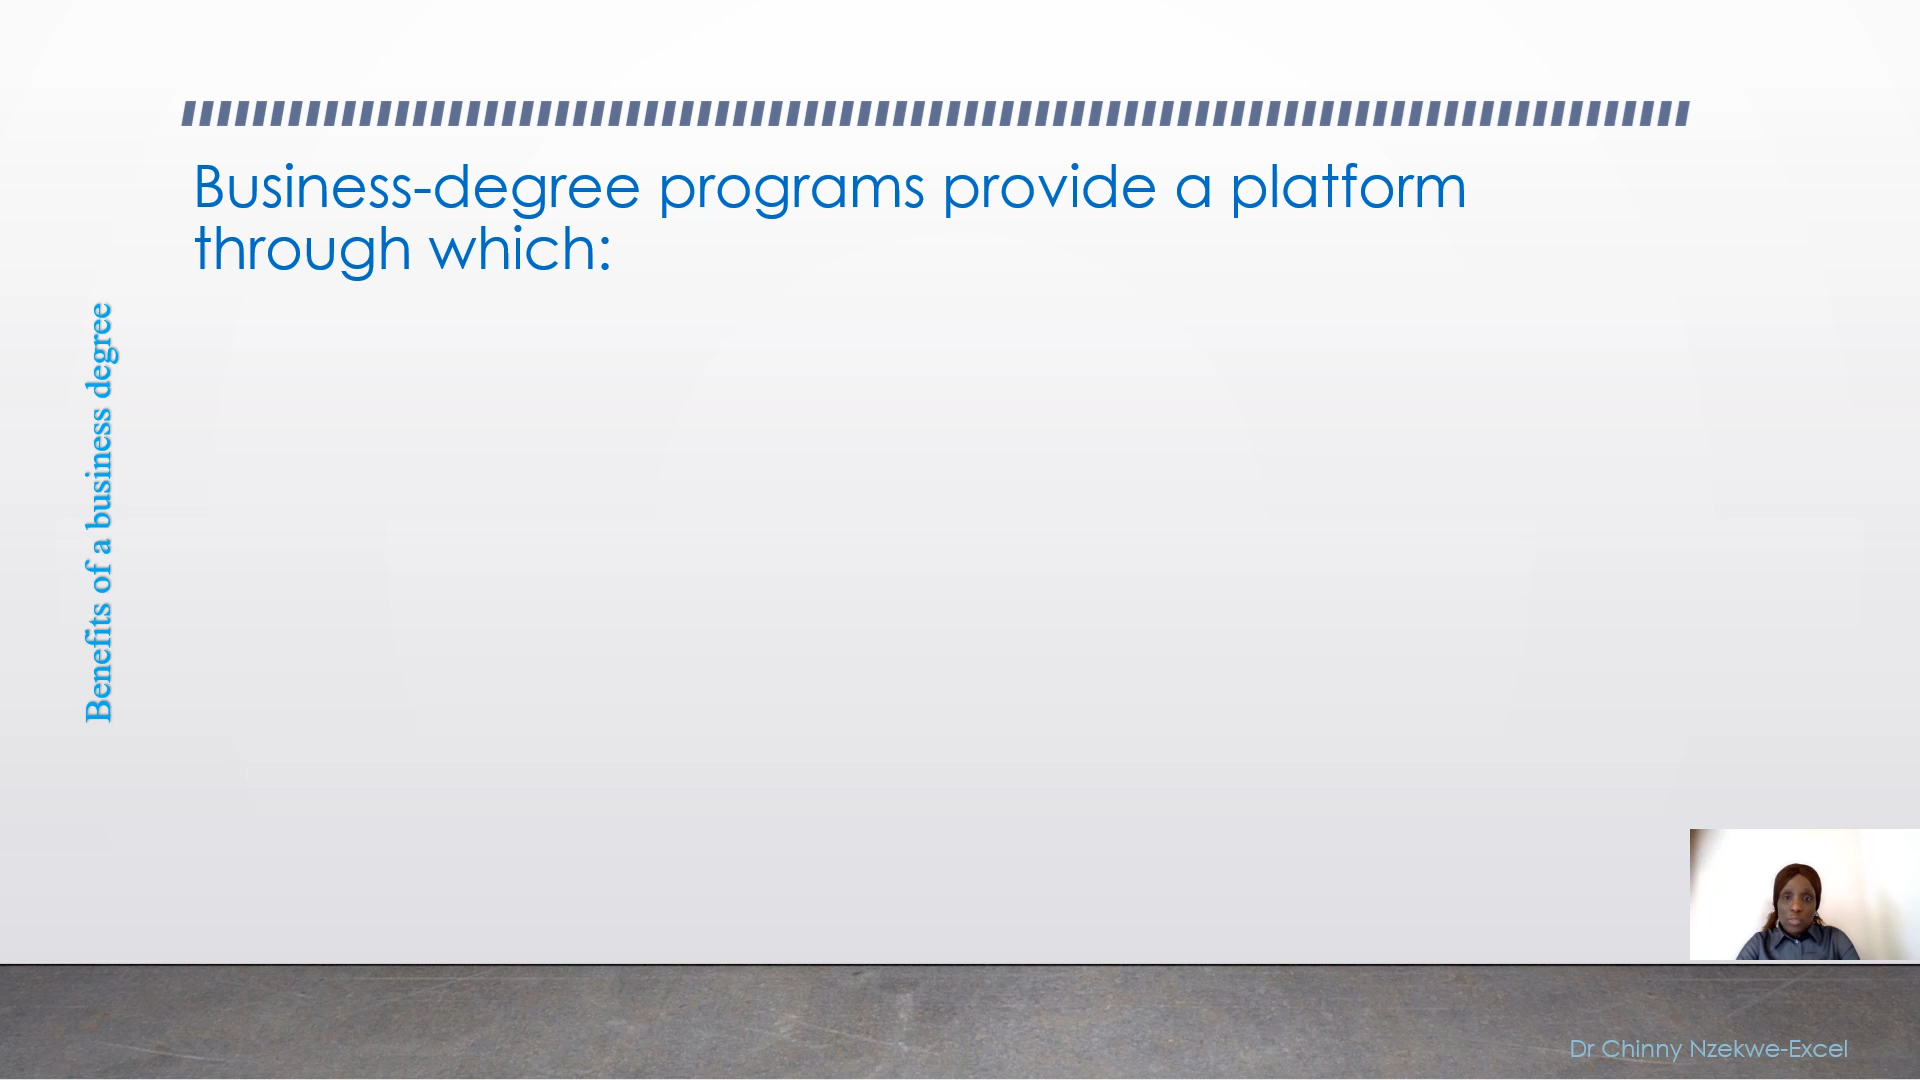 Business-degree programs provide a platform
through which:
Benefits of a business degree
Dr Chinny Nzekwe-Excel